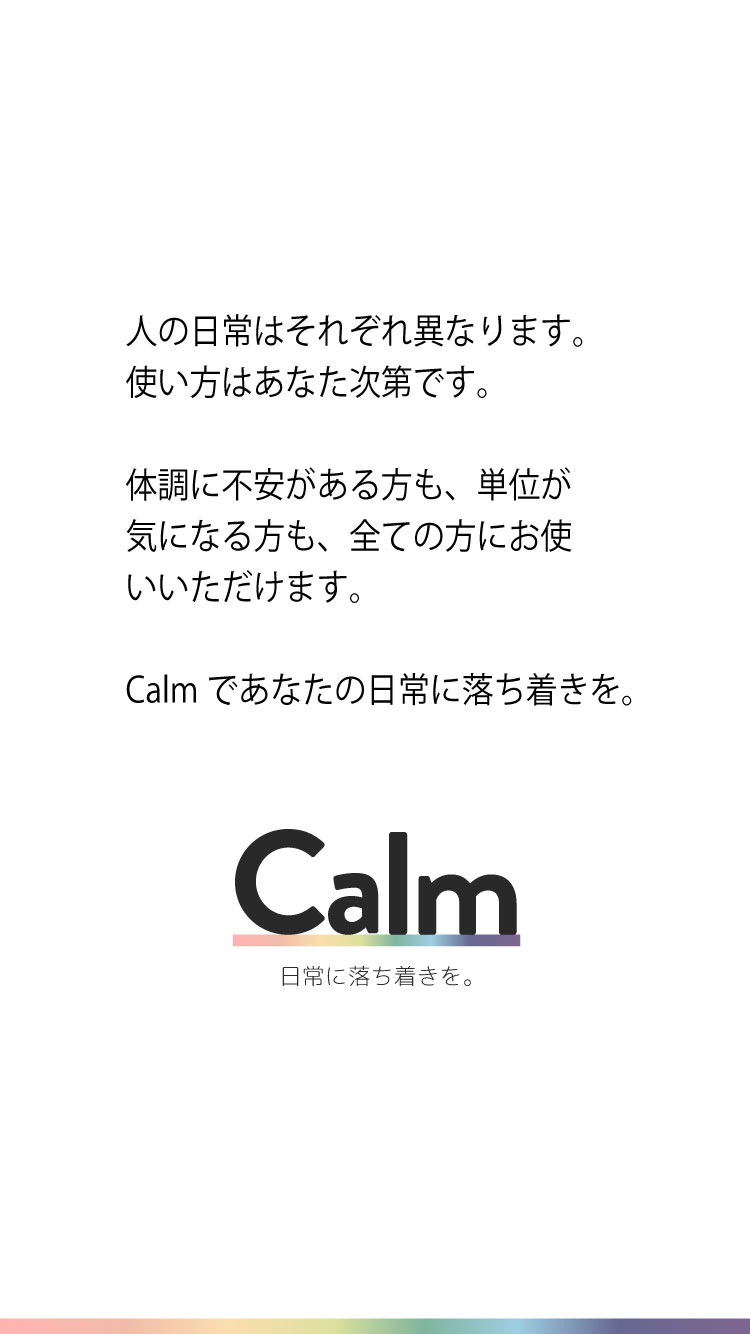 人の日常はそれぞれ異なります。
使い方はあなた次第です。
体調に不安がある方も、単位が
気になる方も、全ての方にお使
いいただけます。
Calm であなたの日常に落ち着きを。
Calm
日常に落ち着きを。